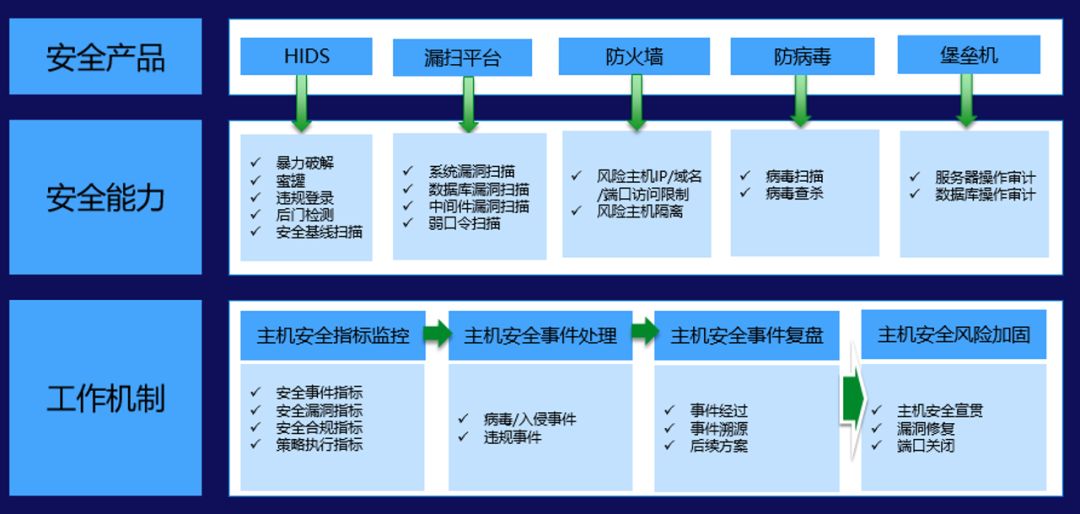 安全产品
HIDS
漏扫平台
防火墙
防病毒
堡垒机
安全能力
✓ 暴力破解
✓ 蜜罐
✓ 违规登录
✓ 后门检测
✓ 安全基线扫描
✓ 系统漏洞扫描
✓ 数据库漏洞扫描
✓ 中间件漏洞扫描
✓ 弱口令扫描
✓ 风险主机IP/域名
/端口访问限制
✓ 风险主机隔离
✓ 病毒扫描
✓ 病毒查杀
✓ 服务器操作审计
✓ 数据库操作审计
工作机制
主机安全指标监控
✓ 安全事件指标
✓ 安全漏洞指标
✓ 安全合规指标
✓ 策略执行指标
主机安全事件处理
✓ 病毒/入侵事件
✓ 违规事件
主机安全事件复盘
✓ 事件经过
✓ 事件溯源
✓ 后续方案
主机安全风险加固
✓ 主机安全宣贯
✓ 漏洞修复
✓ 端口关闭